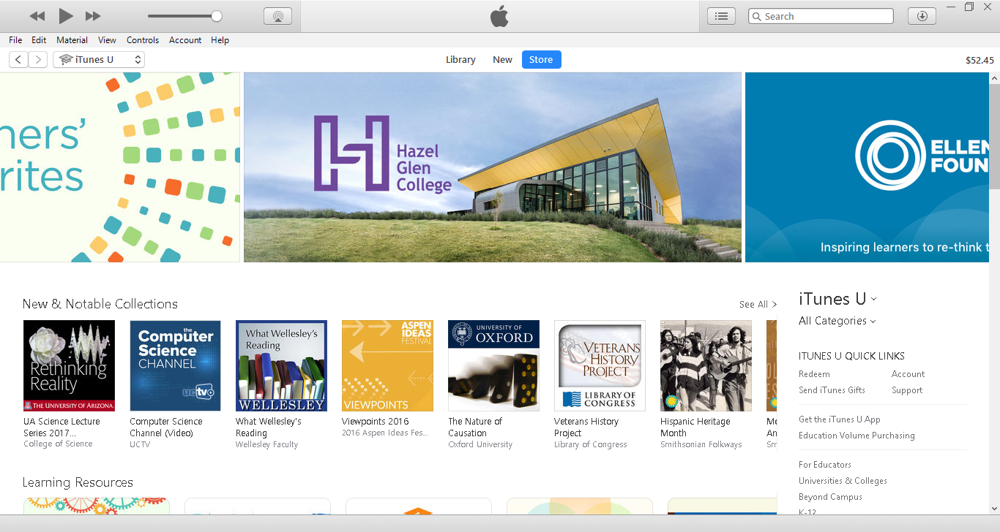 Search
File Edit Material View Controls Account Help
iTunes U
Library New Store
$52.45
ners’
rites
Hazel
Glen
College
ELLEN
FOUN
Inspiring learners to re-think t
New & Notable Collections
See All >
Rethinking
Reality
THE UNIVERSITY OF ARIZONA.
UA Science Lecture
Series 2017...
College of Science
the
Computer
Science
CHANNEL
uctv
Computer Science
Channel (Video)
UCTV
What Wellesley's
Reading
WELLESLEY
What Wellesley's
Reading
Wellesley Faculty
ASPEN
IDEAS
FESTIVAL
VIEWPOINTS
Viewpoints 2016
2016 Aspen Ideas Fes...
UNIVERSITY OF
OXFORD
The Nature of
Causation
Oxford University
VETERANS
HISTORY
PROJECT
LIBRARY OF
CONGRESS
Veterans History
Project
Library of Congress
Hispanic Heritage
Month
Smithsonian Folkways
Me
An
Sm
Learning Resources
iTunes U
All Categories
ITUNES U QUICK LINKS
Redeem Account
Send iTunes Gifts Support
Get the iTunes U App
Education Volume Purchasing
For Educators
Universities & Colleges
Beyond Campus
K-12